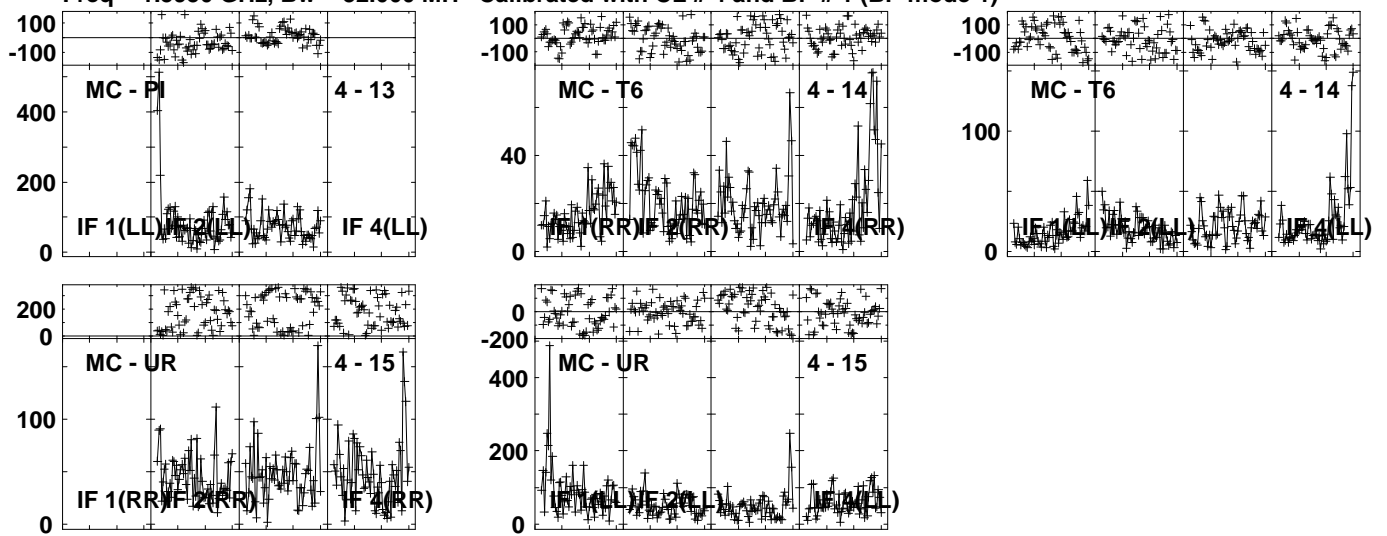 100
-100
MC - PI 4 - 13
400
200
0
IF 1(LL) IF 2(LL) IF 4(LL)
MC - T6 4 - 14
40
20
0
IF 1(RR) IF 2(RR) IF 4(RR)
100
-100
MC - T6 4 - 14
100
0
IF 1(LL) IF 2(LL) IF 4(LL)
200
0
MC - UR 4 - 15
100
0
IF 1(RR) IF 2(RR) IF 4(RR)
0
-200
MC - UR 4 - 15
400
200
0
IF 1(LL) IF 2(LL) IF 4(LL)
100
-100